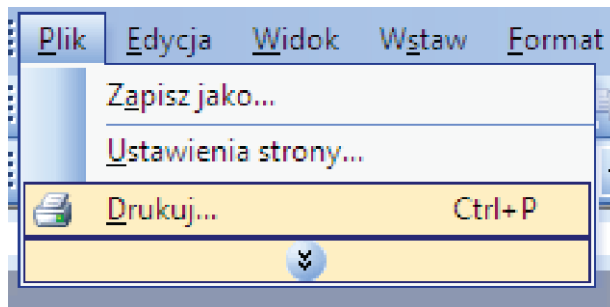 Plik Edycja Widok Wstaw Format
Zapisz jako...
Ustawienia strony...
Drukuj... Ctrl+P